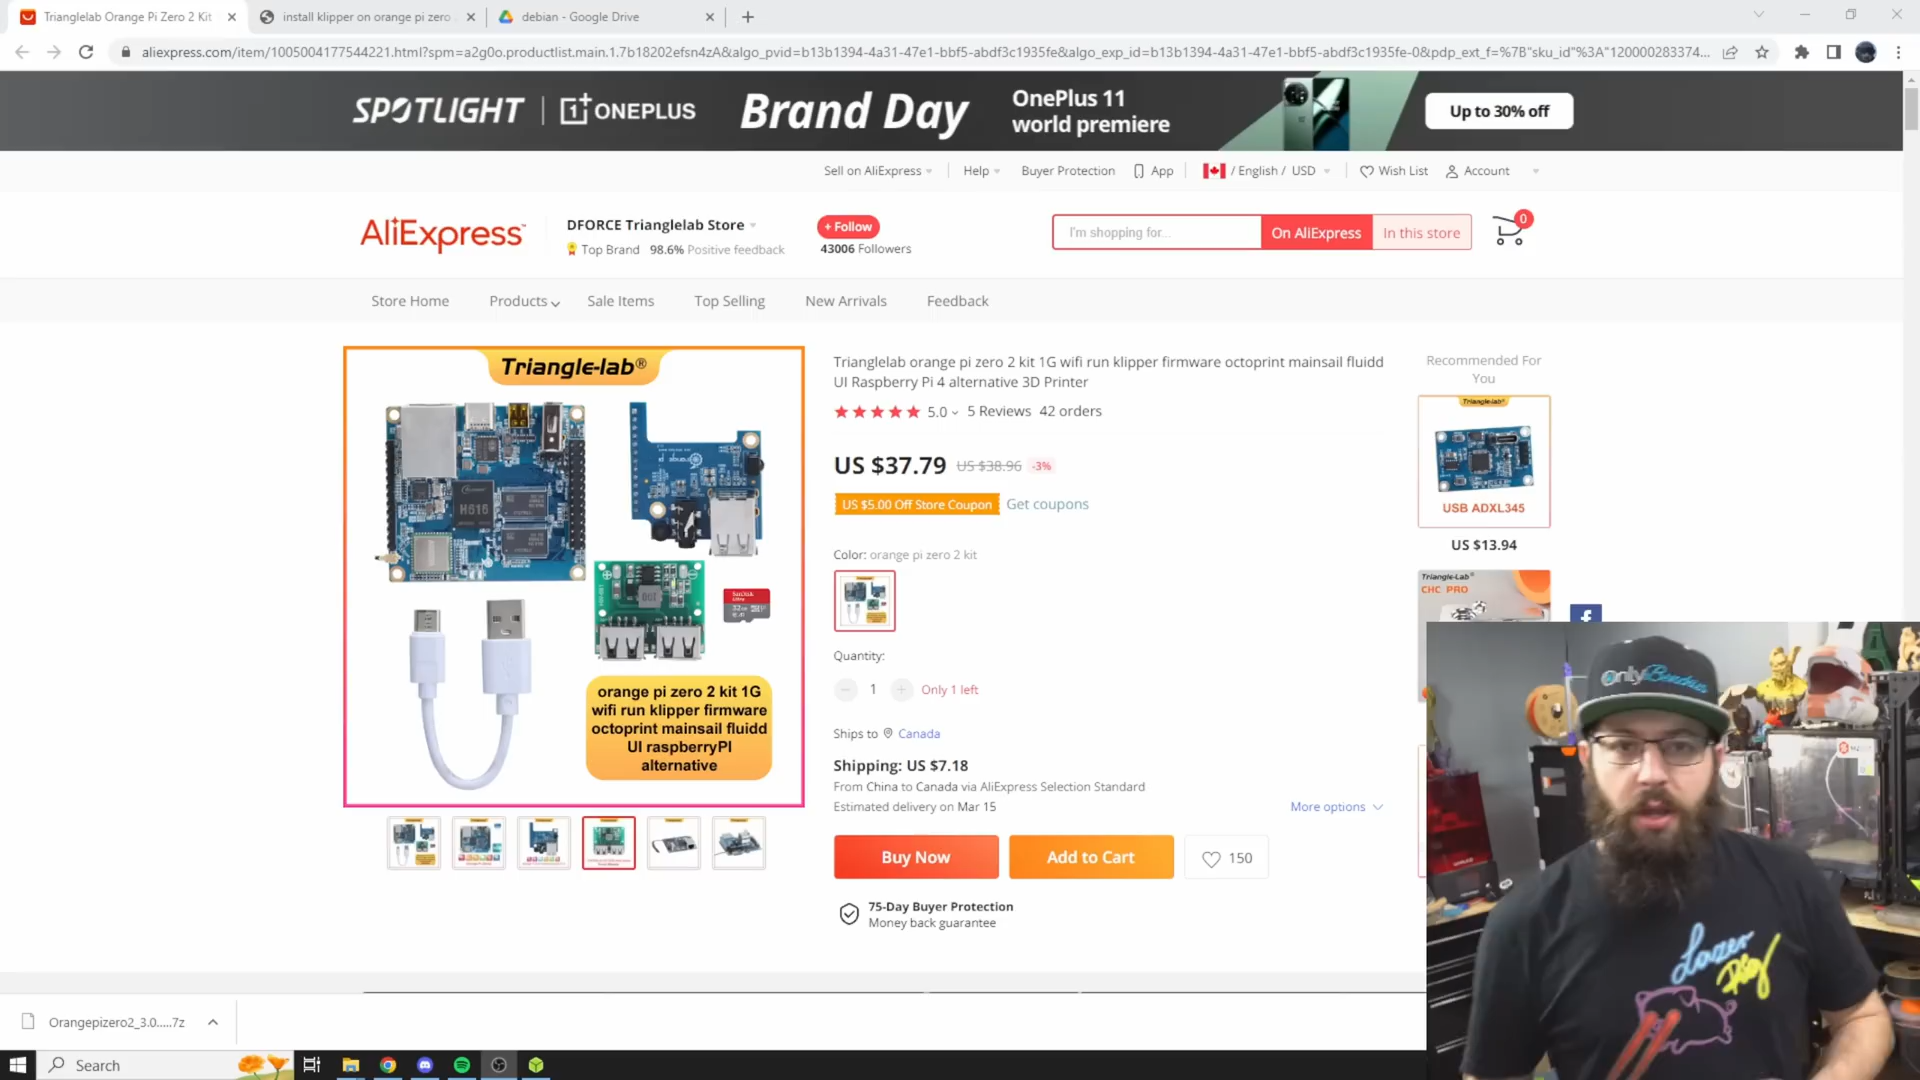 Trianglelab Orange Pi Zero 2 Kit
install klipper on orange pi zero
debian - Google Drive
aliexpress.com/item/1005004177544221.html?spm=a2g0o.productlist.main.1.7b18202efsn4zA&algo_pvid=b13b1394-4a31-47e1-bbf5-abdf3c1935fe&algo_exp_id=b13b1394-4a31-47e1-bbf5-abdf3c1935fe-0&pdp_ext_f=%7B"sku_id"%3A"120000283374...
SPOTLIGHT | ONEPLUS
Brand Day
OnePlus 11
world premiere
Up to 30% off
Sell on AliExpress
Help
Buyer Protection
App
/ English / USD
Wish List
Account
AliExpress
DFORCE Trianglelab Store
Top Brand 98.6% Positive feedback
+ Follow
43006 Followers
I'm shopping for...
On AliExpress
In this store
0
Store Home
Products
Sale Items
Top Selling
New Arrivals
Feedback
Triangle-lab®
H616
SanDisk
Ultra
32GB
orange pi zero 2 kit 1G
wifi run klipper firmware
octoprint mainsail fluidd
UI raspberryPI
alternative
Trianglelab orange pi zero 2 kit 1G wifi run klipper firmware octoprint mainsail fluidd
UI Raspberry Pi 4 alternative 3D Printer
5.0 5 Reviews 42 orders
US $37.79 US $38.96 -3%
US $5.00 Off Store Coupon Get coupons
Color: orange pi zero 2 kit
Quantity:
1
Only 1 left
Ships to Canada
Shipping: US $7.18
From China to Canada via AliExpress Selection Standard
Estimated delivery on Mar 15
More options
Buy Now
Add to Cart
150
75-Day Buyer Protection
Money back guarantee
Recommended For
You
Triangle-lab®
USB ADXL345
US $13.94
Triangle-Lab®
CHC PRO
f
onlyBenchies
Lazer
Pig
Orangepizero2_3.0.....7z
Search